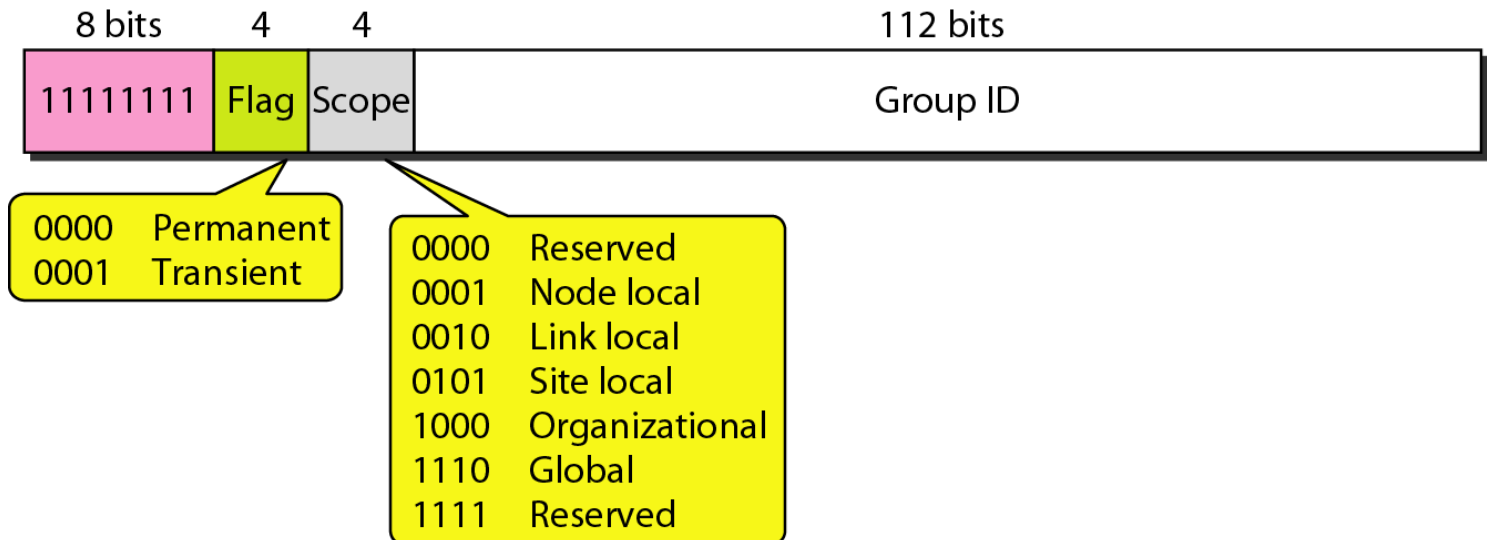 8 bits 4 4 112 bits
11111111 Flag Scope Group ID
0000 Permanent
0001 Transient
0000 Reserved
0001 Node local
0010 Link local
0101 Site local
1000 Organizational
1110 Global
1111 Reserved